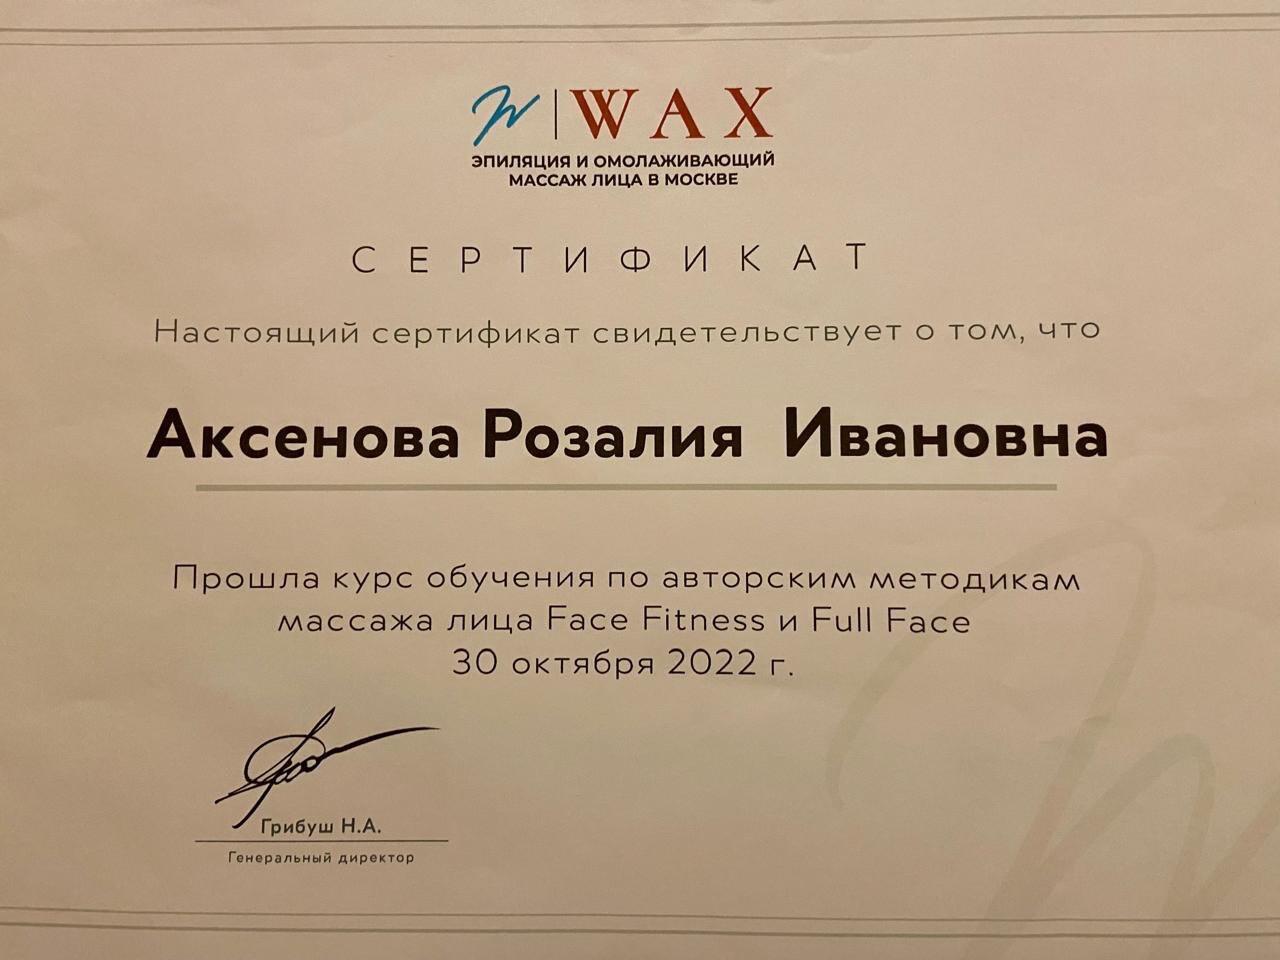 WAX
ЭПИЛЯЦИЯ И ОМОЛАЖИВАЮЩИЙ
МАССАЖ ЛИЦА В МОСКВЕ
СЕРТИФИКАТ
Настоящий сертификат свидетельствует о том, что
Аксенова Розалия Ивановна
Прошла курс обучения по авторским методикам
массажа лица Face Fitness и Full Face
30 октября 2022 г.
Грибуш Н.А.
Генеральный директор